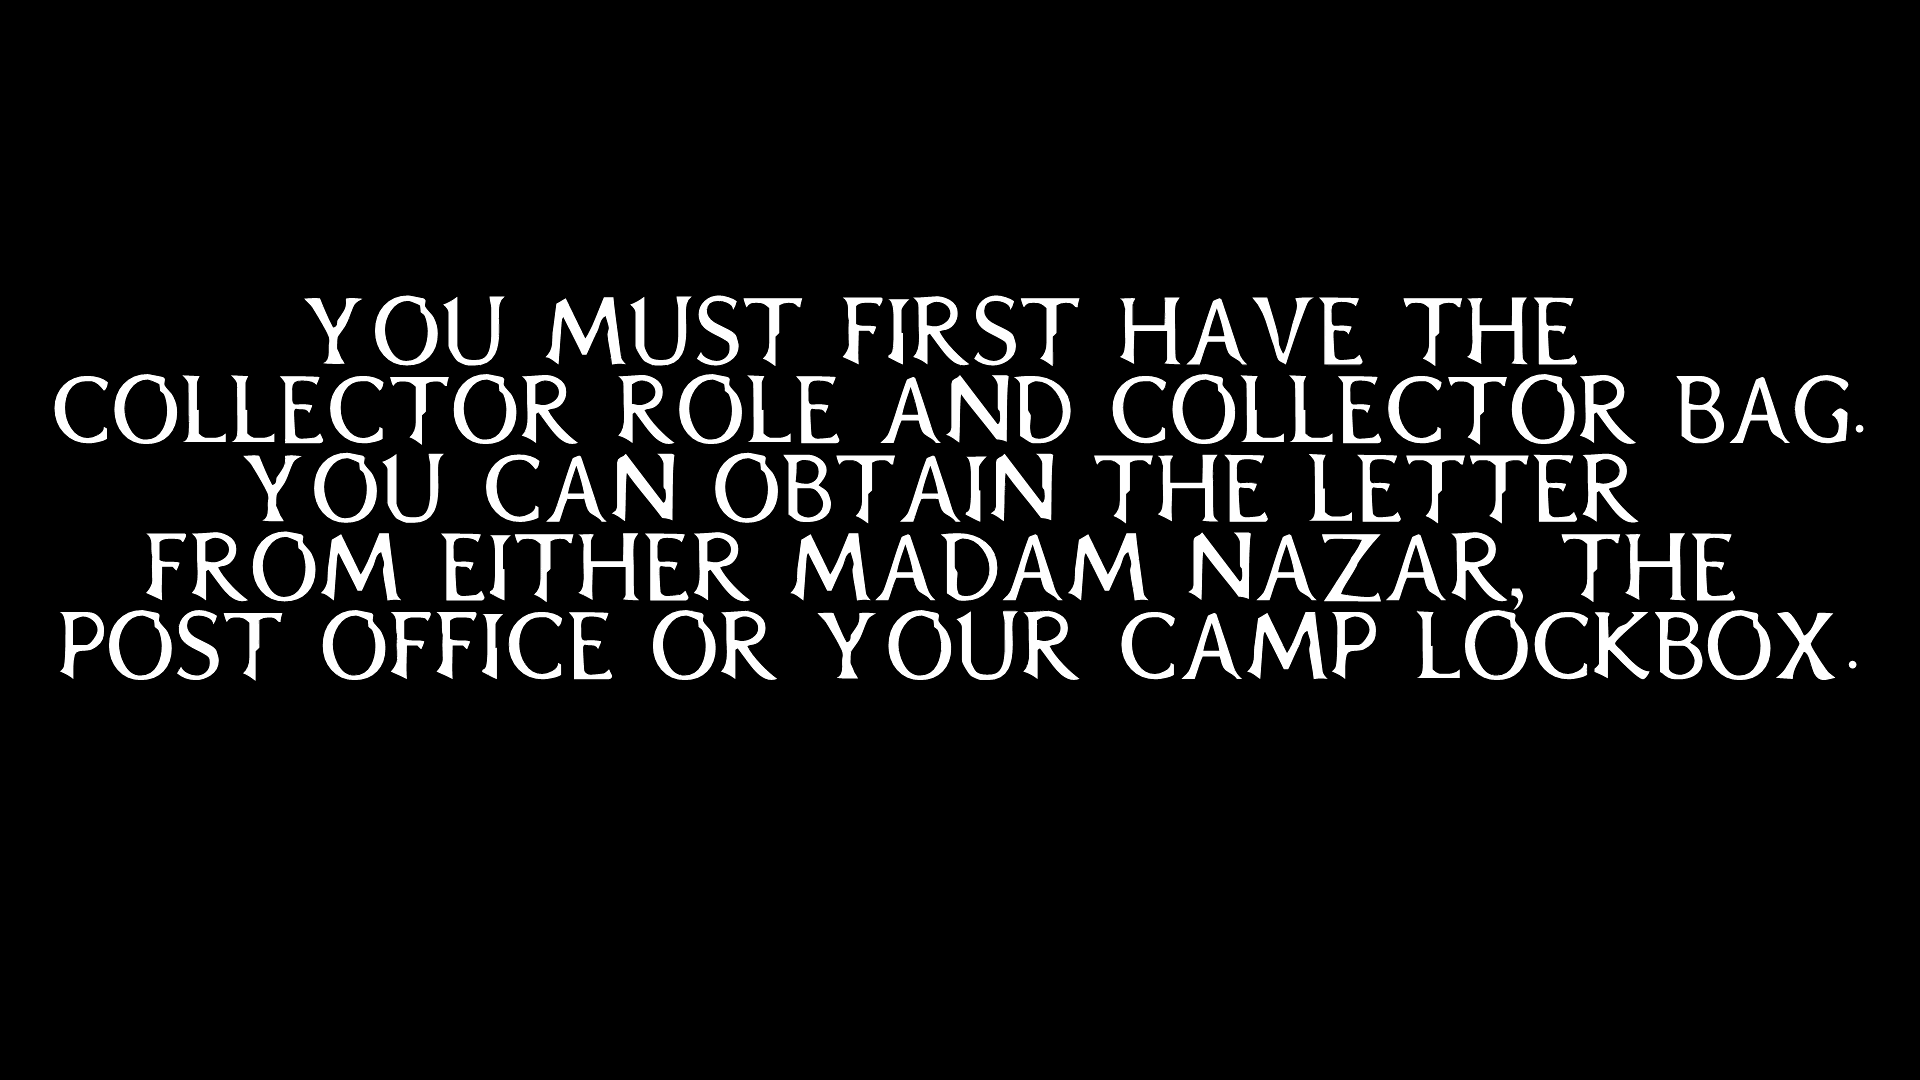 YOU MUST FIRST HAVE THE
COLLECTOR ROLE AND COLLECTOR BAG.
YOU CAN OBTAIN THE LETTER
FROM EITHER MADAM NAZAR, THE
POST OFFICE OR YOUR CAMP LOCKBOX.